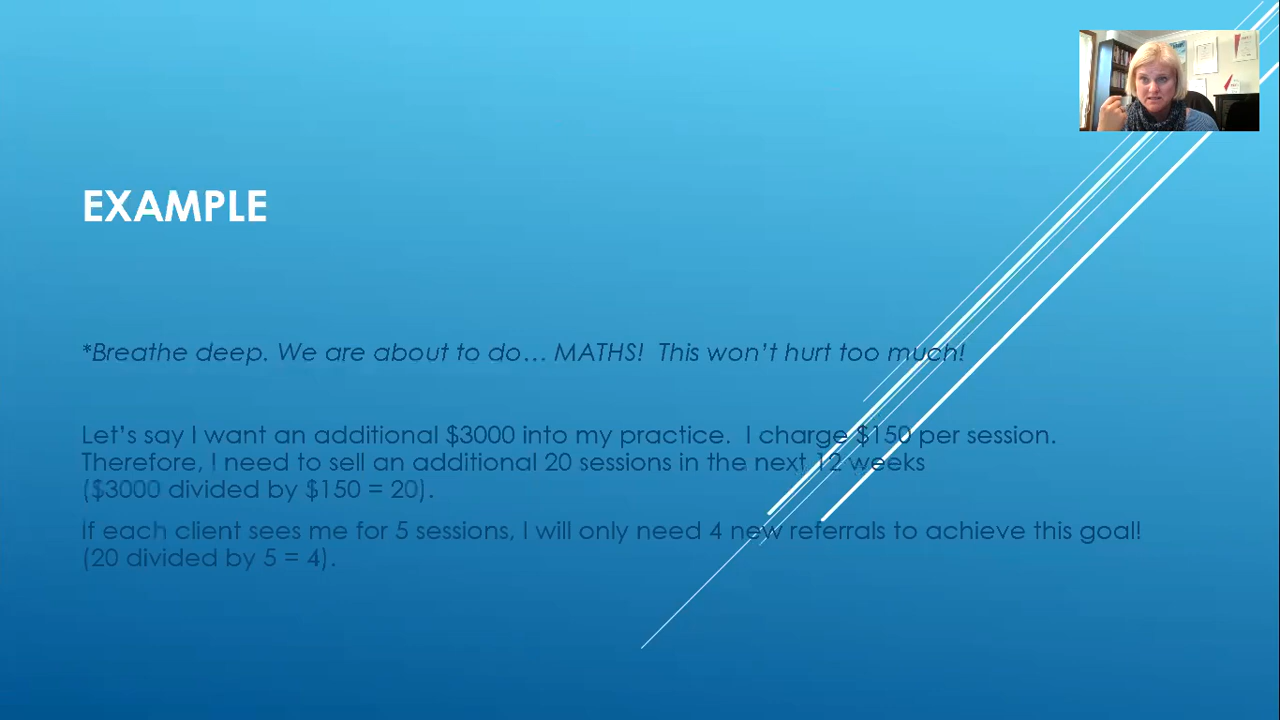 EXAMPLE
*Breathe deep. We are about to do… MATHS!  This won’t hurt too much!
Let’s say I want an additional $3000 into my practice.  I charge $150 per session.
Therefore, I need to sell an additional 20 sessions in the next 12 weeks
($3000 divided by $150 = 20).
If each client sees me for 5 sessions, I will only need 4 new referrals to achieve this goal!
(20 divided by 5 = 4).